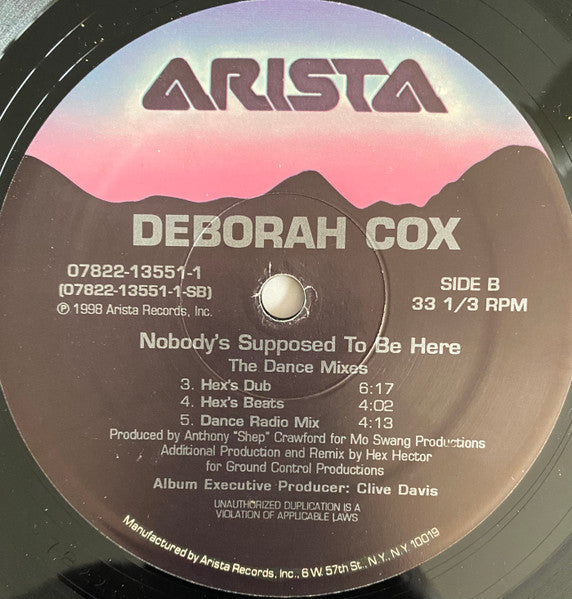 ARISTA
DEBORAH COX
07822-13551-1
(07822-13551-1-SB)
℗ 1998 Arista Records, Inc.
SIDE B
33 1/3 RPM
Nobody's Supposed To Be Here
The Dance Mixes
3. Hex's Dub 6:17
4. Hex's Beats 4:02
5. Dance Radio Mix 4:13
Produced by Anthony "Shep" Crawford for Mo Swang Productions
Additional Production and Remix by Hex Hector
for Ground Control Productions
Album Executive Producer: Clive Davis
UNAUTHORIZED DUPLICATION IS A
VIOLATION OF APPLICABLE LAWS
Manufactured by Arista Records, Inc., 6 W. 57th St., N.Y., N.Y. 10019